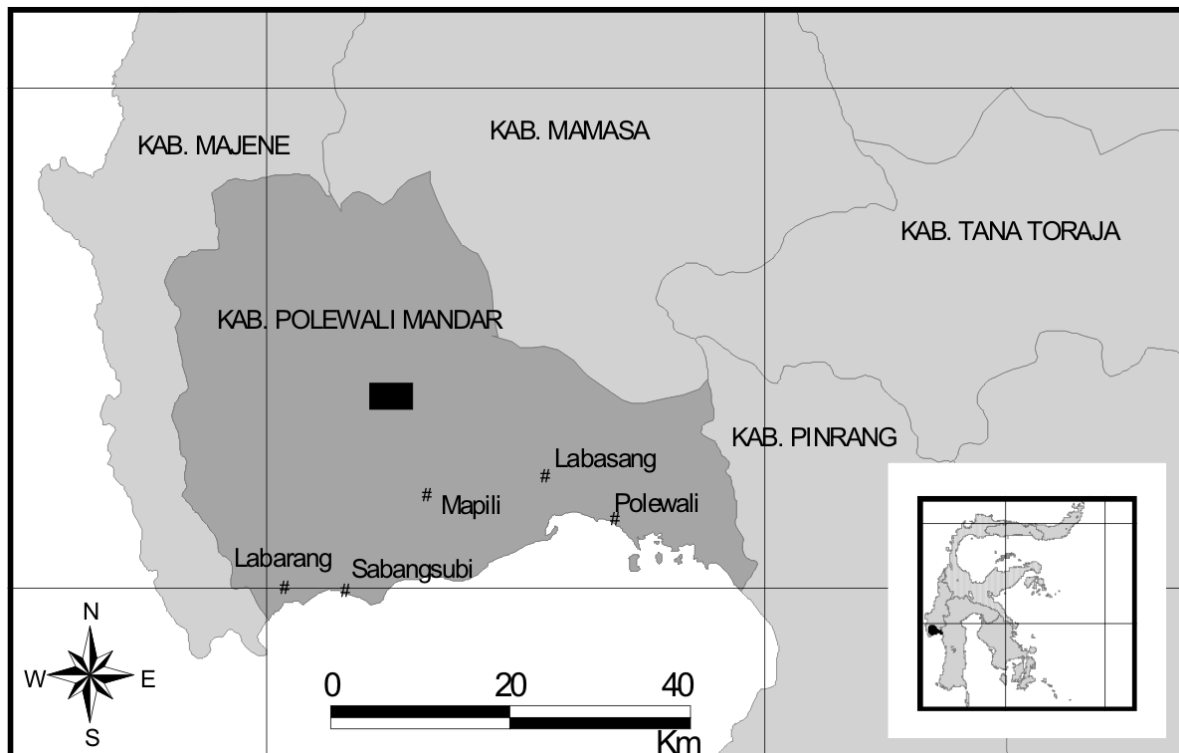 KAB. MAMASA
KAB. MAJENE
KAB. TANA TORAJA
KAB. POLEWALI MANDAR
KAB. PINRANG
Labasang
Mapili
Polewali
Labarang
Sabangsubi
N
W
E
S
0 20 40
Km